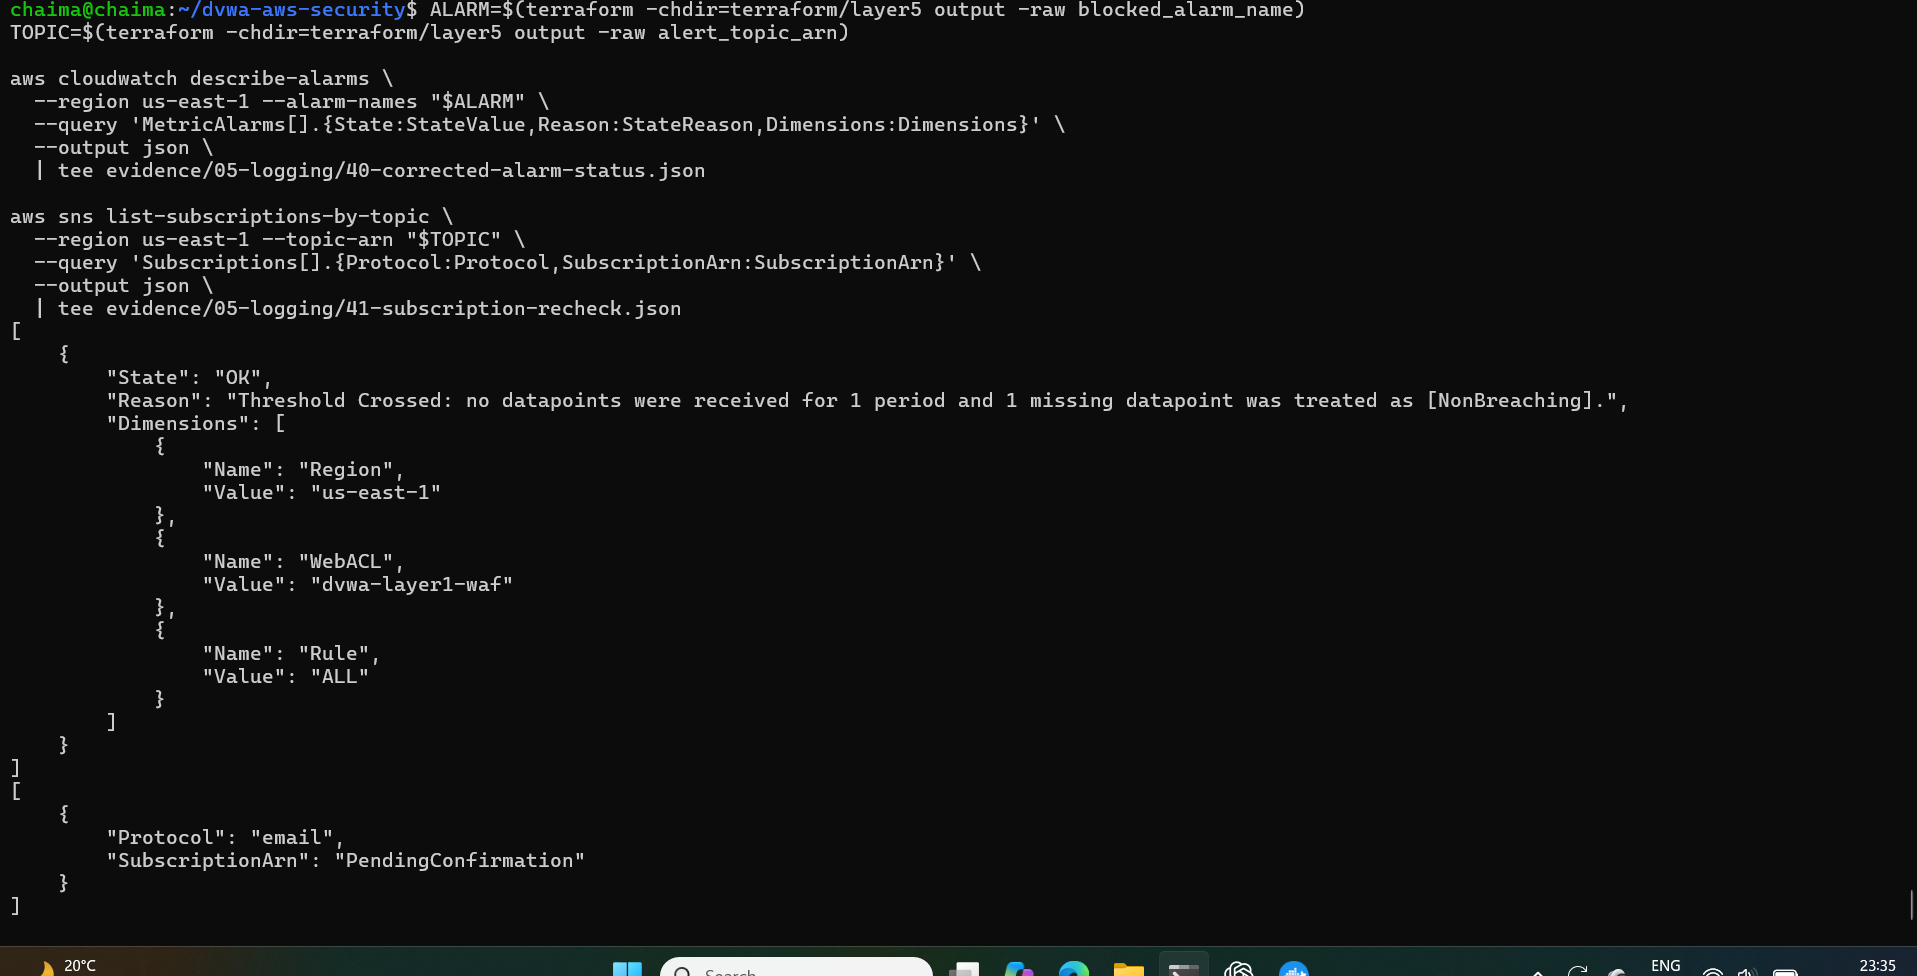 chaima@chaima:~/dvwa-aws-security$ ALARM=$(terraform -chdir=terraform/layer5 output -raw blocked_alarm_name)
TOPIC=$(terraform -chdir=terraform/layer5 output -raw alert_topic_arn)

aws cloudwatch describe-alarms \
  --region us-east-1 --alarm-names "$ALARM" \
  --query 'MetricAlarms[].{State:StateValue,Reason:StateReason,Dimensions:Dimensions}' \
  --output json \
  | tee evidence/05-logging/40-corrected-alarm-status.json

aws sns list-subscriptions-by-topic \
  --region us-east-1 --topic-arn "$TOPIC" \
  --query 'Subscriptions[].{Protocol:Protocol,SubscriptionArn:SubscriptionArn}' \
  --output json \
  | tee evidence/05-logging/41-subscription-recheck.json
[
    {
        "State": "OK",
        "Reason": "Threshold Crossed: no datapoints were received for 1 period and 1 missing datapoint was treated as [NonBreaching].",
        "Dimensions": [
            {
                "Name": "Region",
                "Value": "us-east-1"
            },
            {
                "Name": "WebACL",
                "Value": "dvwa-layer1-waf"
            },
            {
                "Name": "Rule",
                "Value": "ALL"
            }
        ]
    }
]
[
    {
        "Protocol": "email",
        "SubscriptionArn": "PendingConfirmation"
    }
]
20°C
Search
ENG
23:35